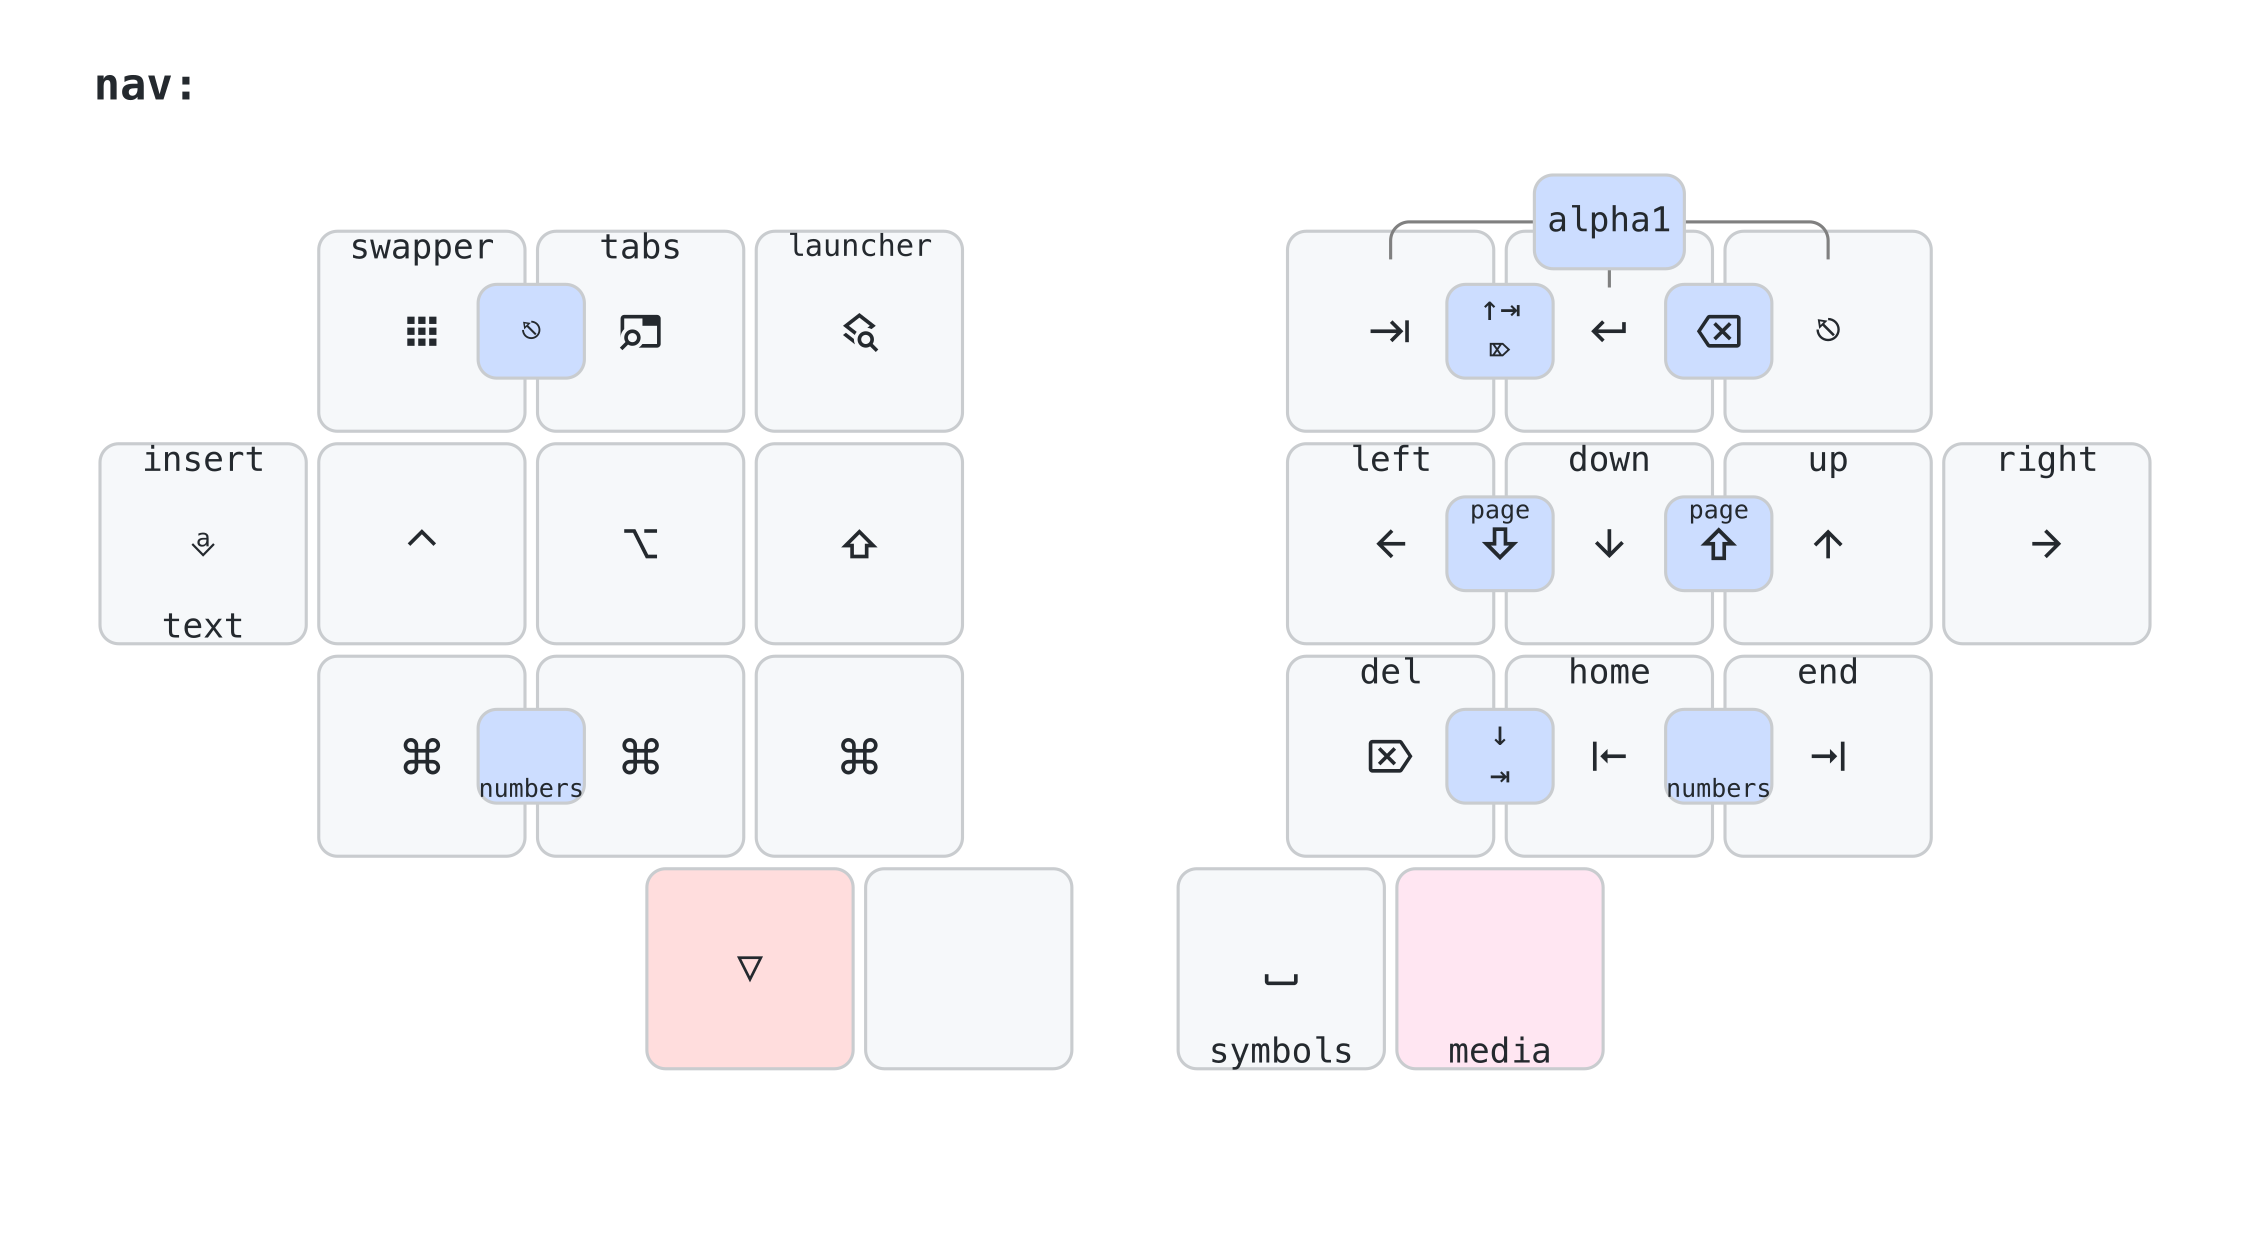 nav:
alpha1
swapper
tabs
launcher
insert
a
text
left
page
down
page
up
right
numbers
del
home
numbers
end
symbols
media